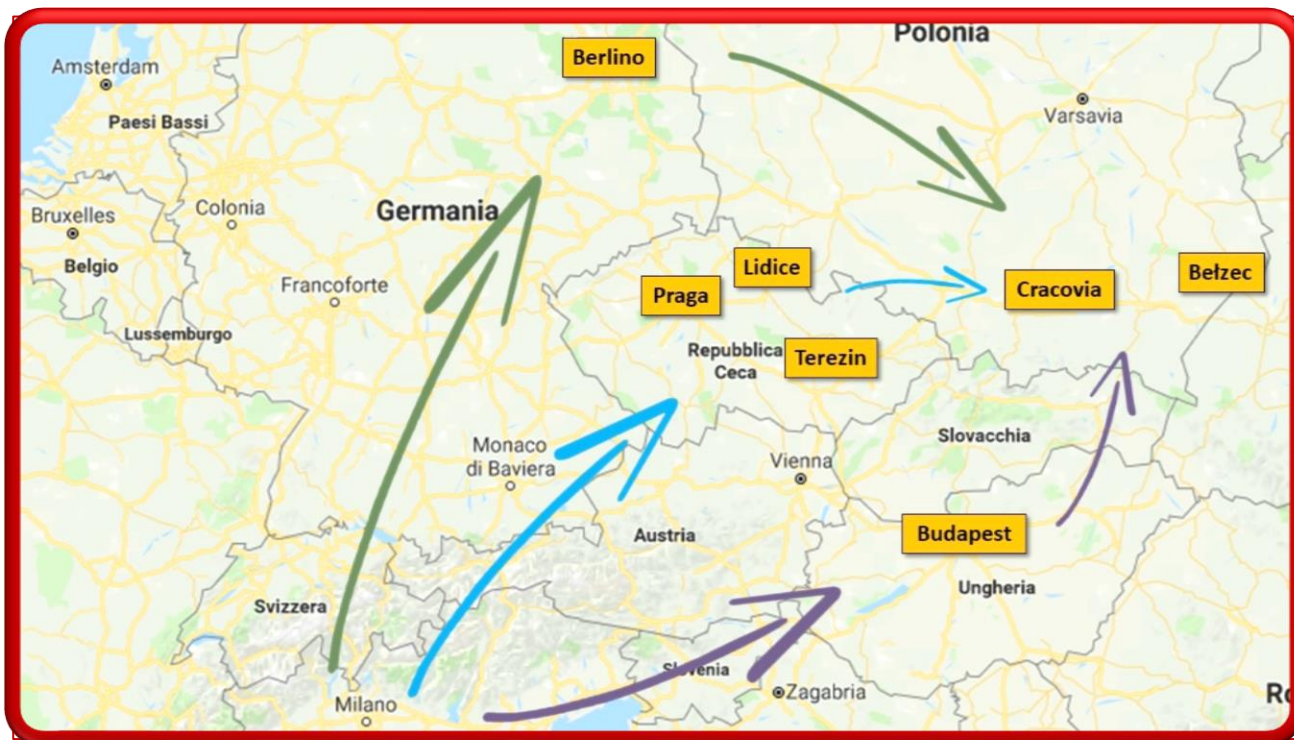 Polonia
Berlino
Amsterdam
Varsavia
Paesi Bassi
Colonia
Germania
Bruxelles
Belgio
Lidice
Bełzec
Francoforte
Praga
Cracovia
Lussemburgo
Repubblica
Ceca
Terezin
Monaco
di Baviera
Slovacchia
Vienna
Austria
Budapest
Ungheria
Svizzera
Slovenia
Milano
Zagabria
Ro